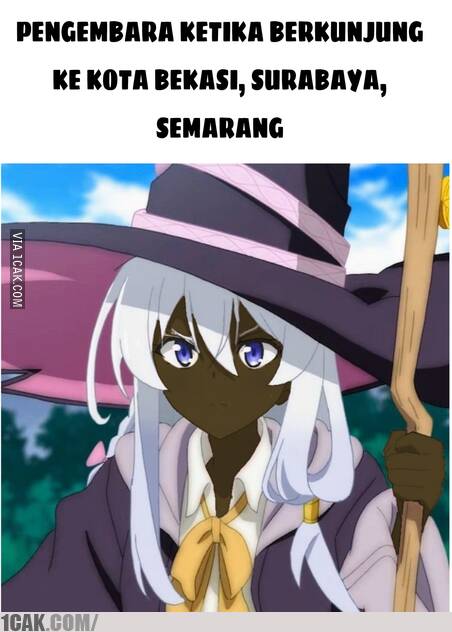 PENGEMBARA KETIKA BERKUNJUNG
KE KOTA BEKASI, SURABAYA,
SEMARANG
VIA 1CAK.COM
1CAK.COM/